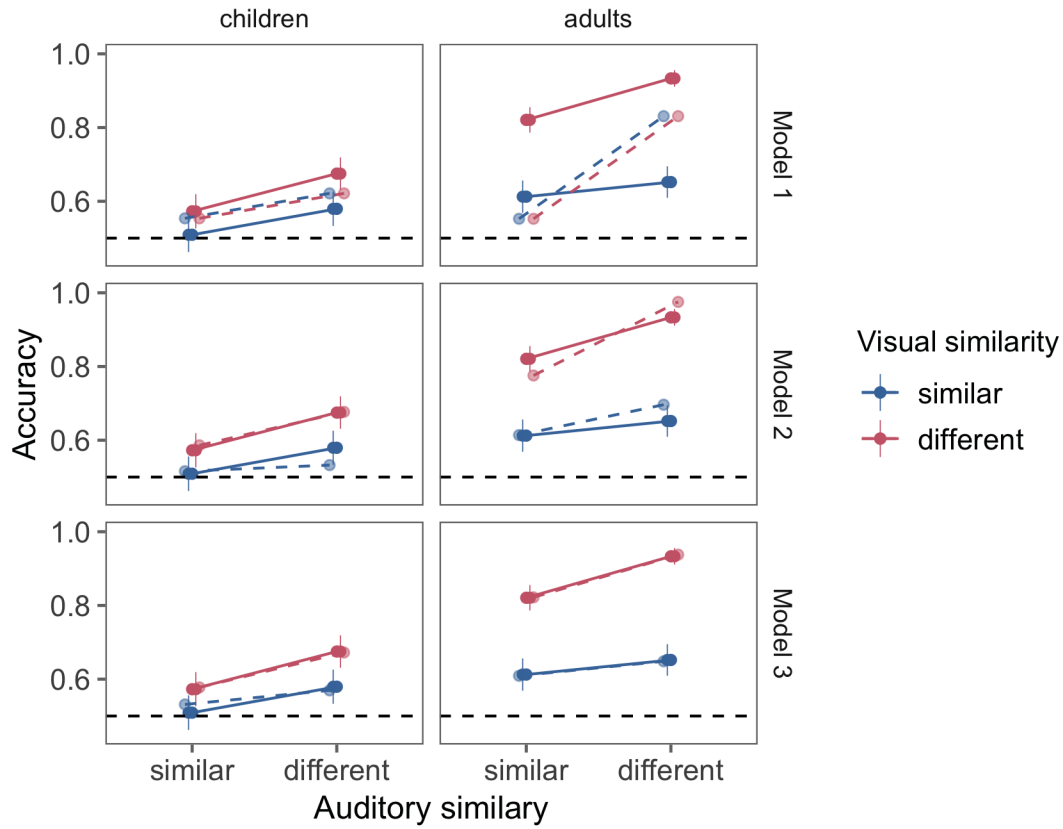 children
adults
1.0
0.8
0.6
Model 1
1.0
0.8
0.6
Model 2
1.0
0.8
0.6
Model 3
Accuracy
similar
different
similar
different
Auditory similary
Visual similarity
similar
different